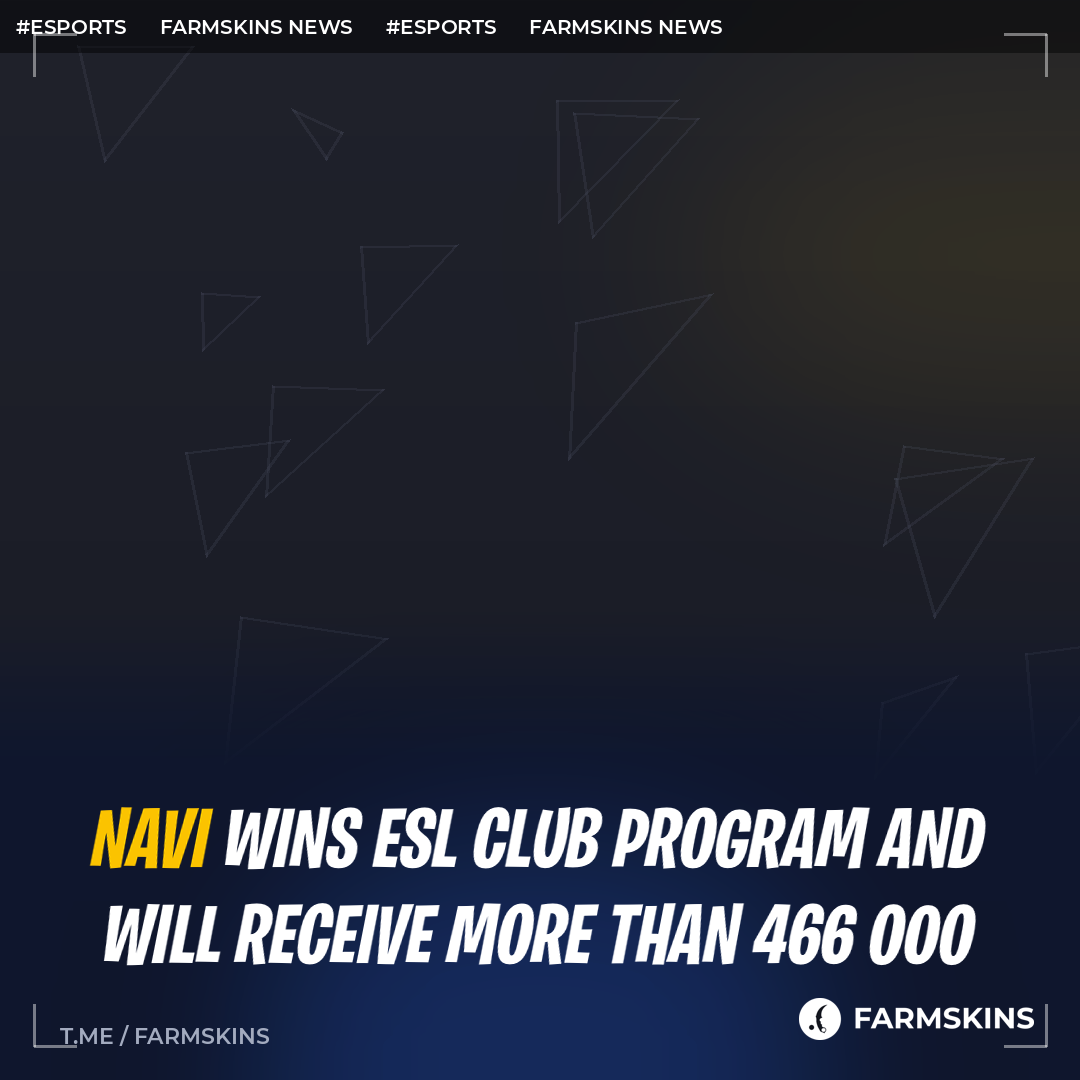 #ESPORTS FARMSKINS NEWS #ESPORTS FARMSKINS NEWS
NAVI WINS ESL CLUB PROGRAM AND
WILL RECEIVE MORE THAN 466 000
T.ME / FARMSKINS
FARMSKINS